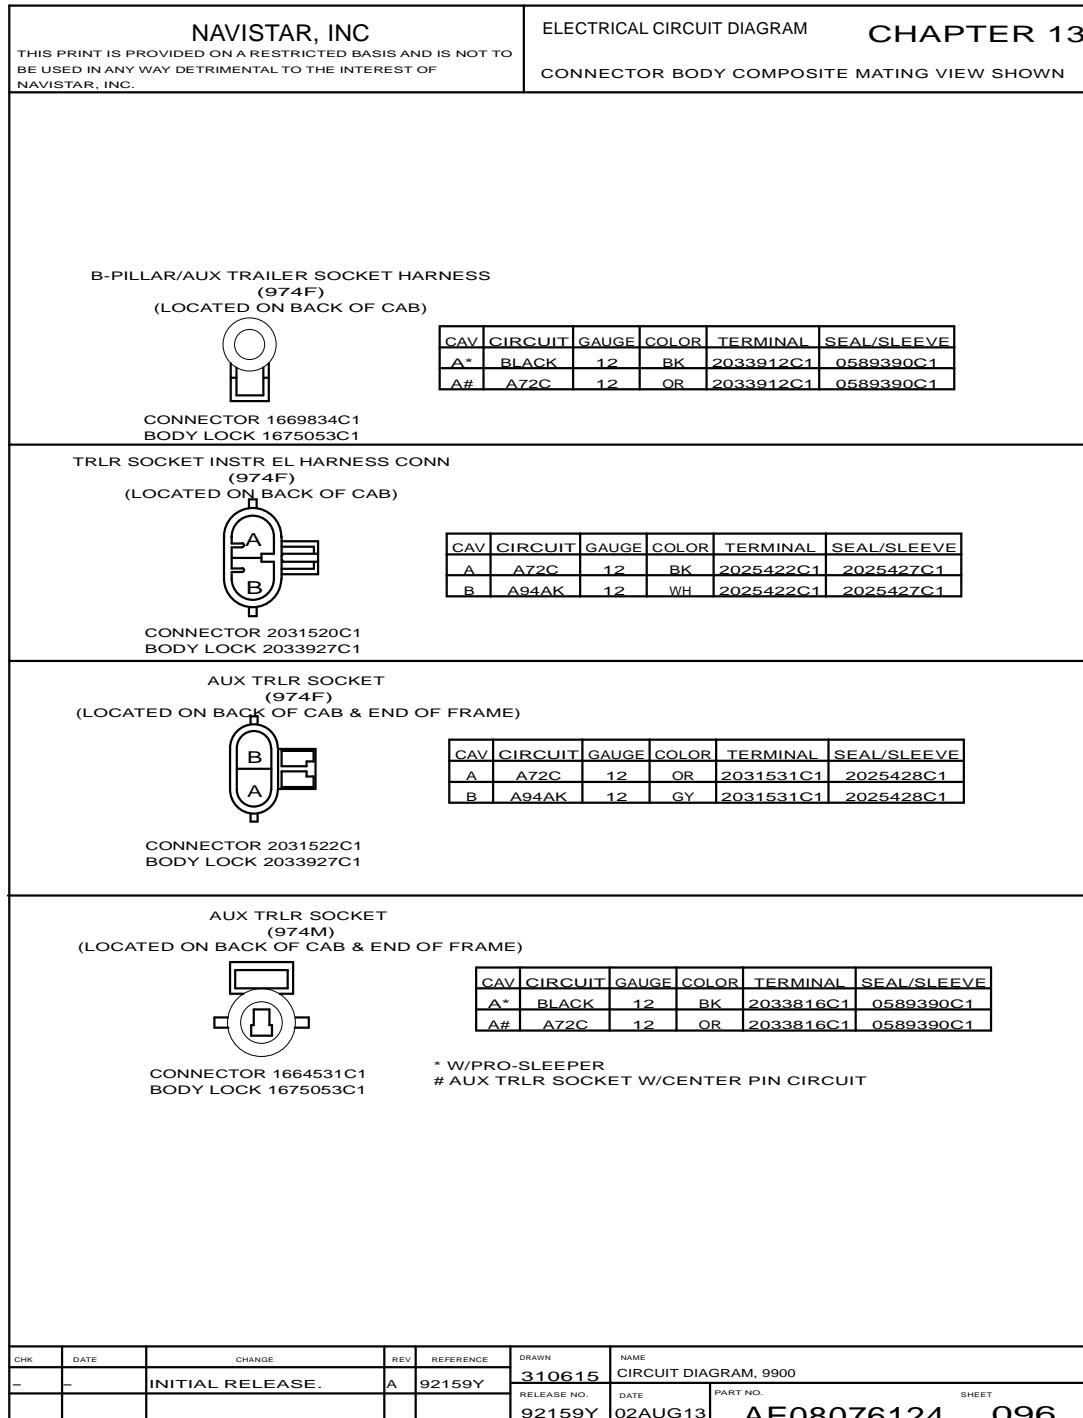 NAVISTAR, INC
THIS PRINT IS PROVIDED ON A RESTRICTED BASIS AND IS NOT TO
BE USED IN ANY WAY DETRIMENTAL TO THE INTEREST OF
NAVISTAR, INC.
ELECTRICAL CIRCUIT DIAGRAM CHAPTER 13
CONNECTOR BODY COMPOSITE MATING VIEW SHOWN
B-PILLAR/AUX TRAILER SOCKET HARNESS
(974F)
(LOCATED ON BACK OF CAB)
CAV CIRCUIT GAUGE COLOR TERMINAL SEAL/SLEEVE
A* BLACK 12 BK 2033912C1 0589390C1
A# A72C 12 OR 2033912C1 0589390C1
CONNECTOR 1669834C1
BODY LOCK 1675053C1
TRLR SOCKET INSTR EL HARNESS CONN
(974F)
(LOCATED ON BACK OF CAB)
A
B
CAV CIRCUIT GAUGE COLOR TERMINAL SEAL/SLEEVE
A A72C 12 BK 2025422C1 2025427C1
B A94AK 12 WH 2025422C1 2025427C1
CONNECTOR 2031520C1
BODY LOCK 2033927C1
AUX TRLR SOCKET
(974F)
(LOCATED ON BACK OF CAB & END OF FRAME)
B
A
CAV CIRCUIT GAUGE COLOR TERMINAL SEAL/SLEEVE
A A72C 12 OR 2031531C1 2025428C1
B A94AK 12 GY 2031531C1 2025428C1
CONNECTOR 2031522C1
BODY LOCK 2033927C1
AUX TRLR SOCKET
(974M)
(LOCATED ON BACK OF CAB & END OF FRAME)
CAV CIRCUIT GAUGE COLOR TERMINAL SEAL/SLEEVE
A* BLACK 12 BK 2033816C1 0589390C1
A# A72C 12 OR 2033816C1 0589390C1
CONNECTOR 1664531C1
BODY LOCK 1675053C1
* W/PRO-SLEEPER
# AUX TRLR SOCKET W/CENTER PIN CIRCUIT
CHK DATE CHANGE REV REFERENCE
– – INITIAL RELEASE. A 92159Y
DRAWN
310615
NAME
CIRCUIT DIAGRAM, 9900
RELEASE NO. DATE PART NO. SHEET
92159Y 02AUG13 AE08076124 096